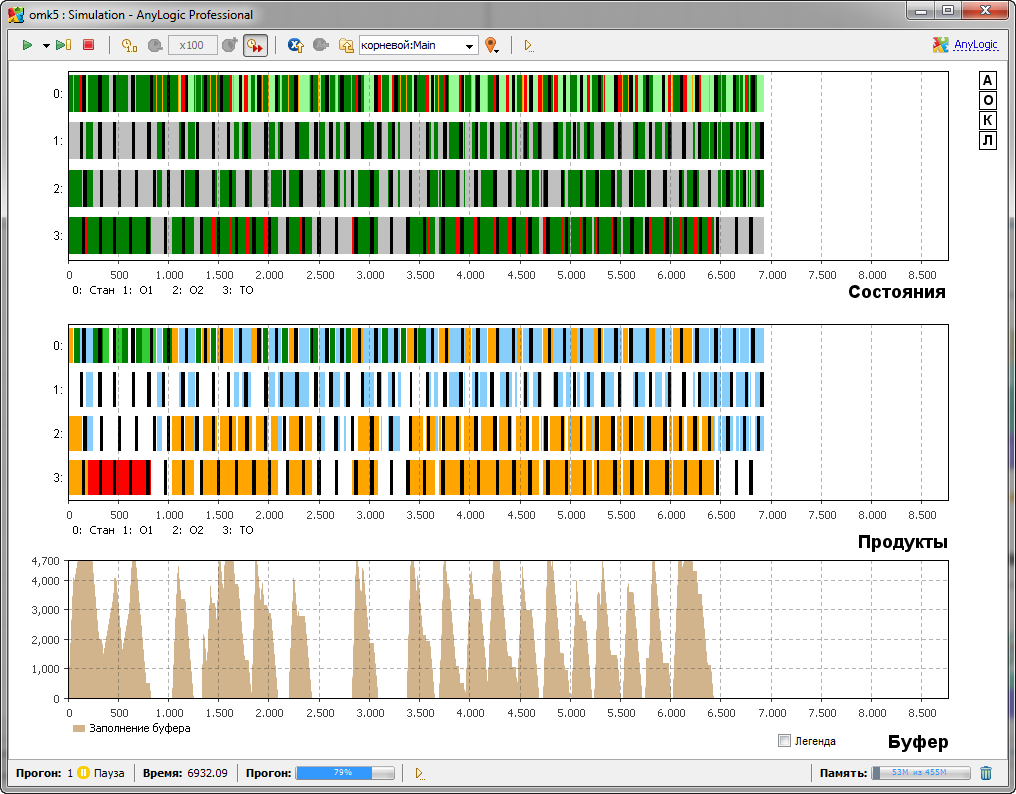 omk5 : Simulation - AnyLogic Professional
x100 корневой:Main AnyLogic
А
О
К
Л
0:
1:
2:
3:
0 500 1.000 1.500 2.000 2.500 3.000 3.500 4.000 4.500 5.000 5.500 6.000 6.500 7.000 7.500 8.000 8.500
0: Стан 1: О1 2: О2 3: ТО
Состояния
0:
1:
2:
3:
0 500 1.000 1.500 2.000 2.500 3.000 3.500 4.000 4.500 5.000 5.500 6.000 6.500 7.000 7.500 8.000 8.500
0: Стан 1: О1 2: О2 3: ТО
Продукты
4,700
4,000
3,000
2,000
1,000
0
0 500 1.000 1.500 2.000 2.500 3.000 3.500 4.000 4.500 5.000 5.500 6.000 6.500 7.000 7.500 8.000 8.500
Заполнение буфера
Легенда
Буфер
Прогон: 1 Пауза Время: 6932.09 Прогон: 79% Память: 53M из 455M